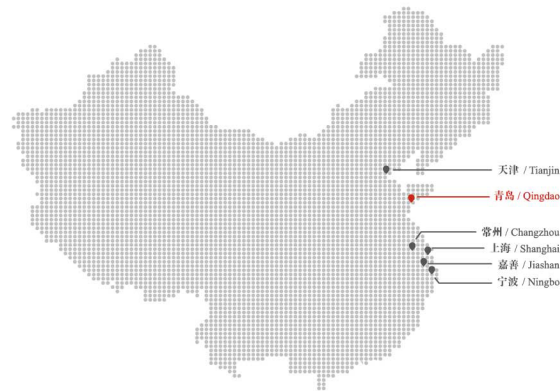 天津 / Tianjin
青岛 / Qingdao
常州 / Changzhou
上海 / Shanghai
嘉善 / Jiashan
宁波 / Ningbo